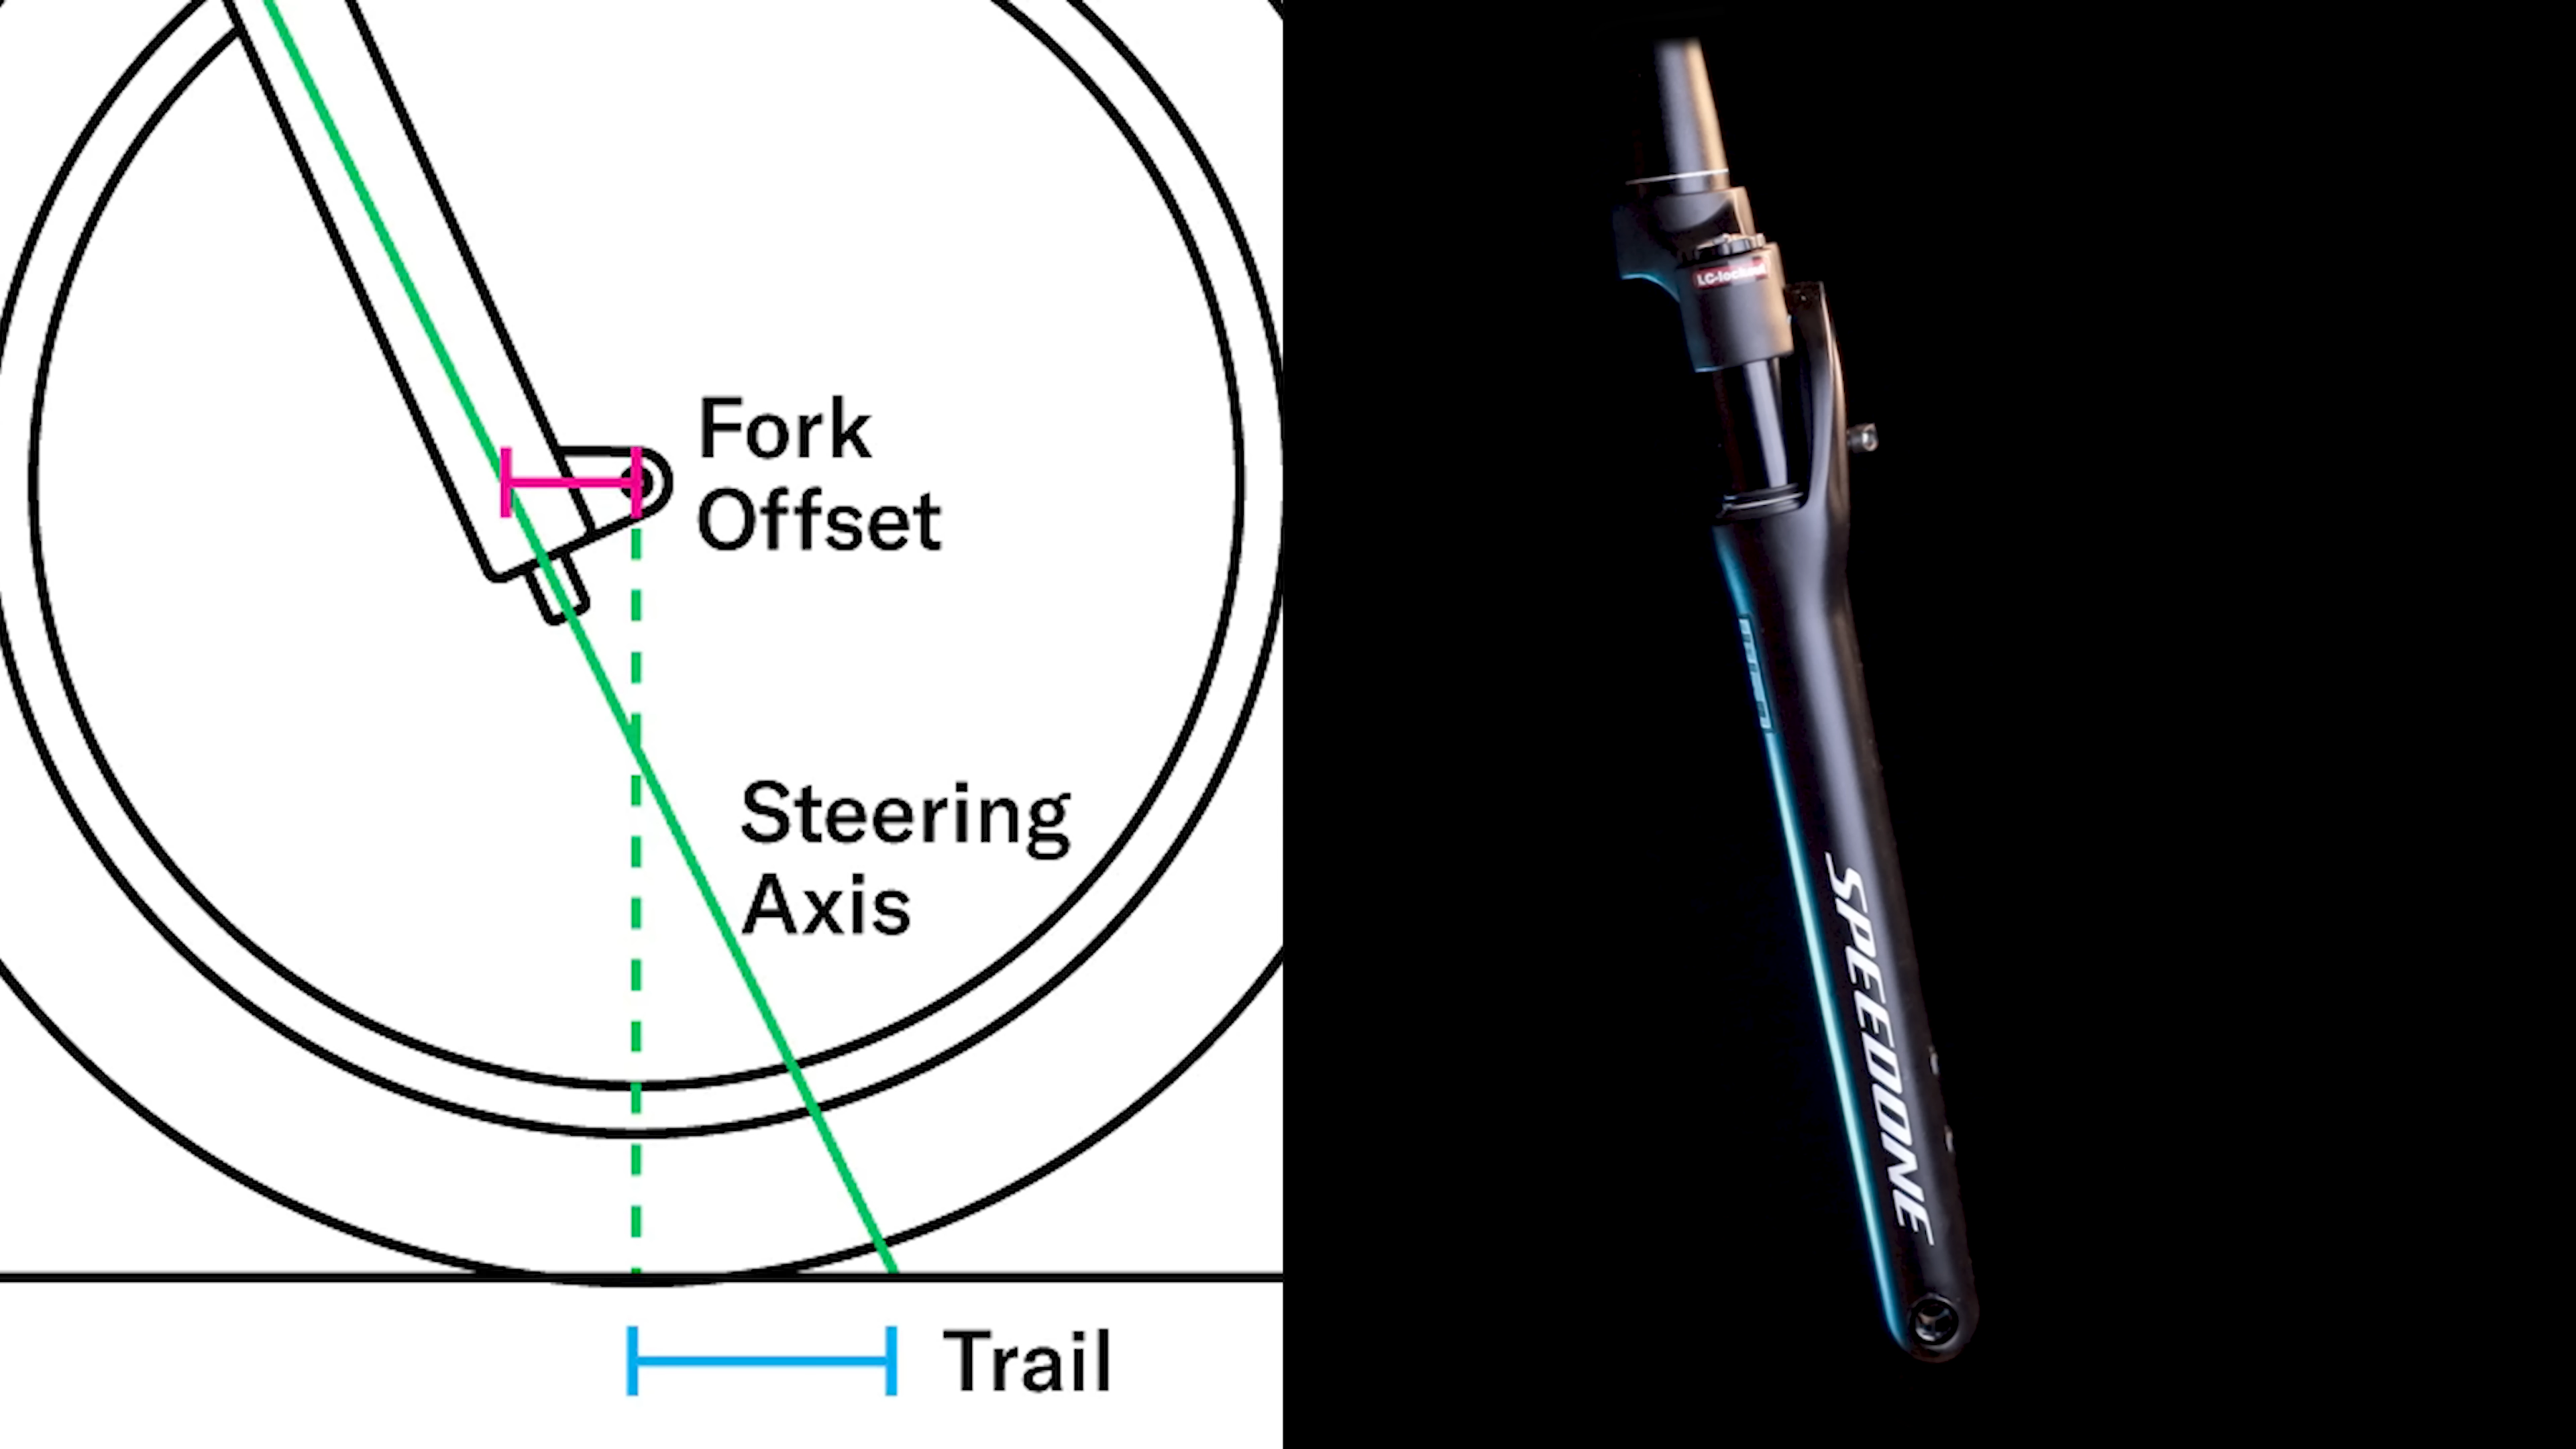 Fork
Offset
Steering
Axis
Trail
LC-lockout
SPEEDONE